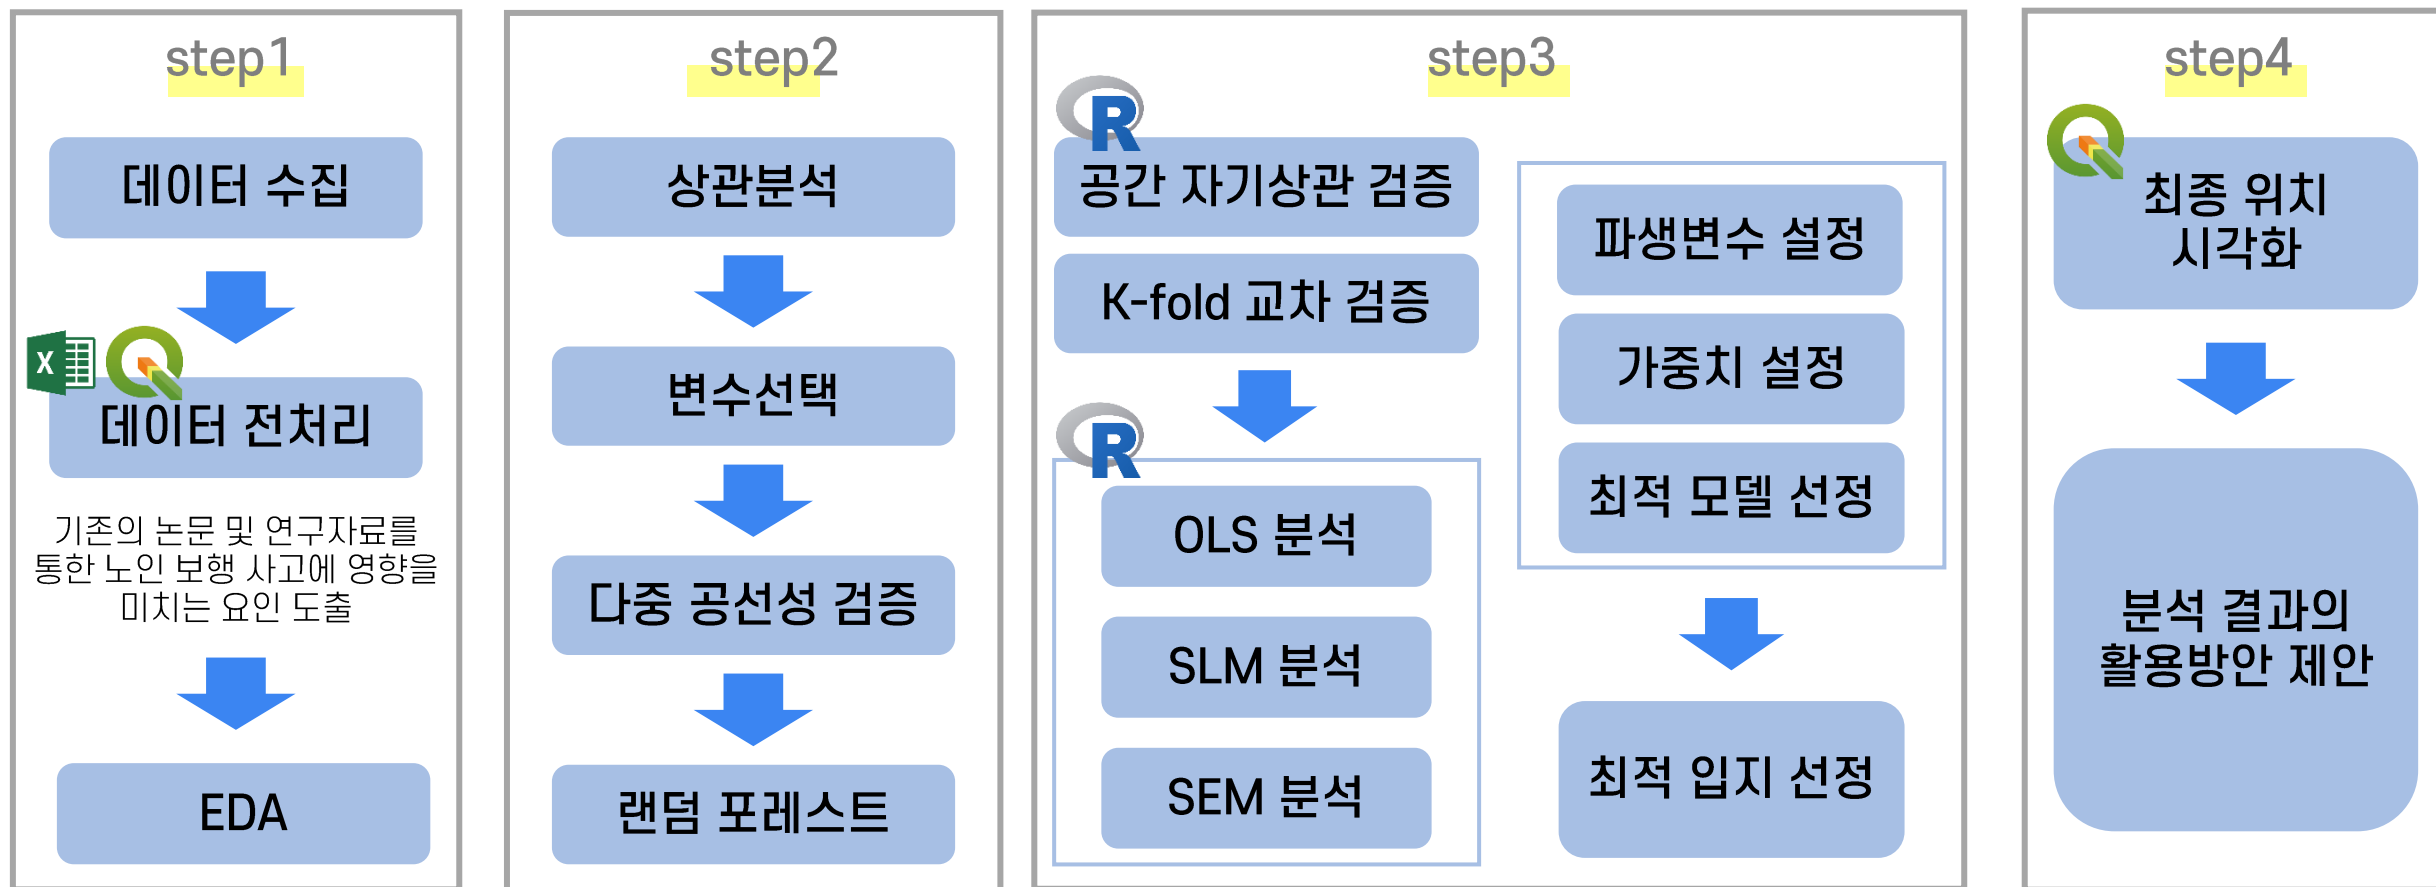 step1
데이터 수집
X
데이터 전처리
기존의 논문 및 연구자료를
통한 노인 보행 사고에 영향을
미치는 요인 도출
EDA
step2
상관분석
변수선택
다중 공선성 검증
랜덤 포레스트
step3
R
공간 자기상관 검증
K-fold 교차 검증
R
OLS 분석
SLM 분석
SEM 분석
파생변수 설정
가중치 설정
최적 모델 선정
최적 입지 선정
step4
최종 위치
시각화
분석 결과의
활용방안 제안